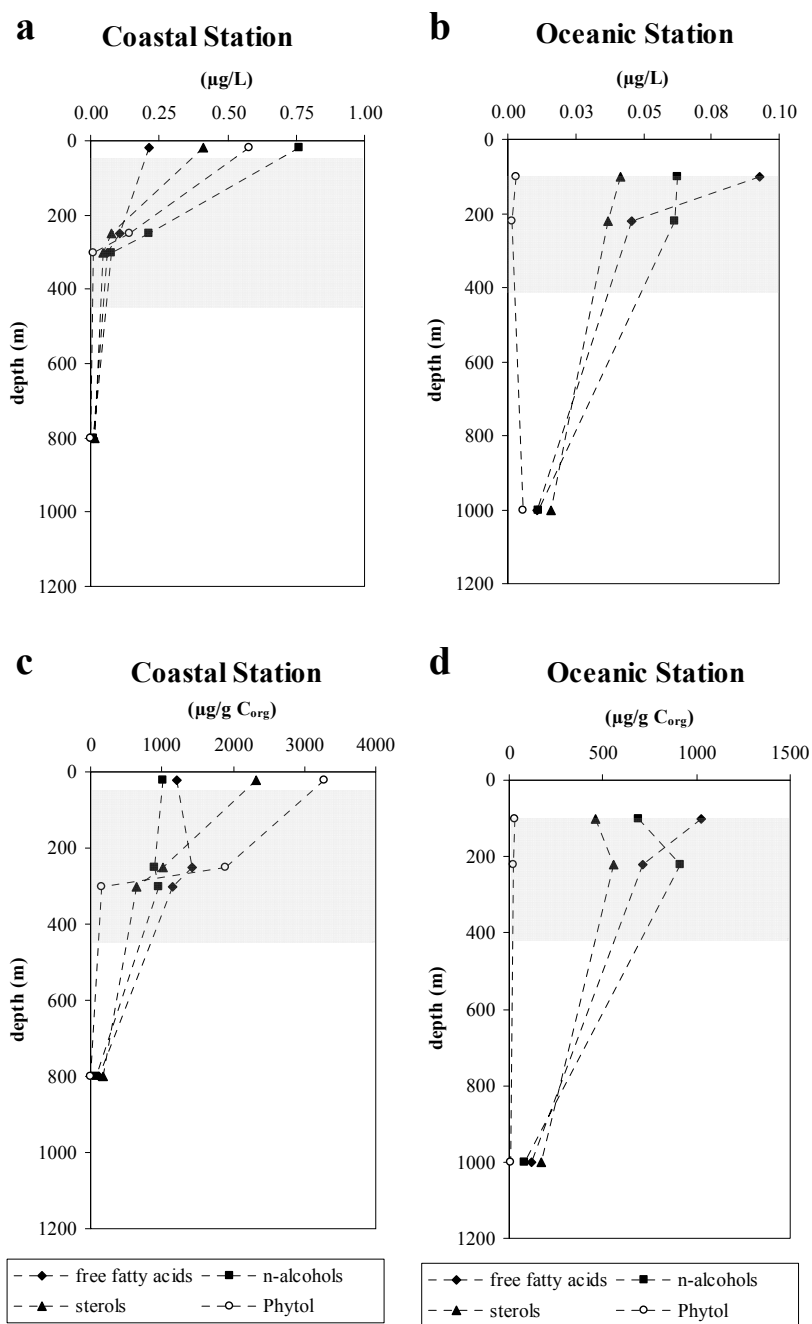 a
Coastal Station
(µg/L)
0.00 0.25 0.50 0.75 1.00
0
200
400
600
800
1000
1200
depth (m)
b
Oceanic Station
(µg/L)
0.00 0.03 0.05 0.08 0.10
0
200
400
600
800
1000
1200
depth (m)
c
Coastal Station
(µg/g Corg)
0 1000 2000 3000 4000
0
200
400
600
800
1000
1200
depth (m)
free fatty acids n-alcohols
sterols Phytol
d
Oceanic Station
(µg/g Corg)
0 500 1000 1500
0
200
400
600
800
1000
1200
depth (m)
free fatty acids n-alcohols
sterols Phytol